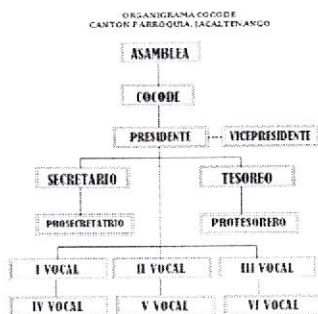 ORGANIGRAMA COCODE
CANTON PARROQUIA, JACALTENANGO
ASAMBLEA
COCODE
PRESIDENTE VICEPRESIDENTE
SECRETARIO TESOREO
PROSECRETATRIO PROTESORERO
I VOCAL II VOCAL III VOCAL
IV VOCAL V VOCAL VI VOCAL